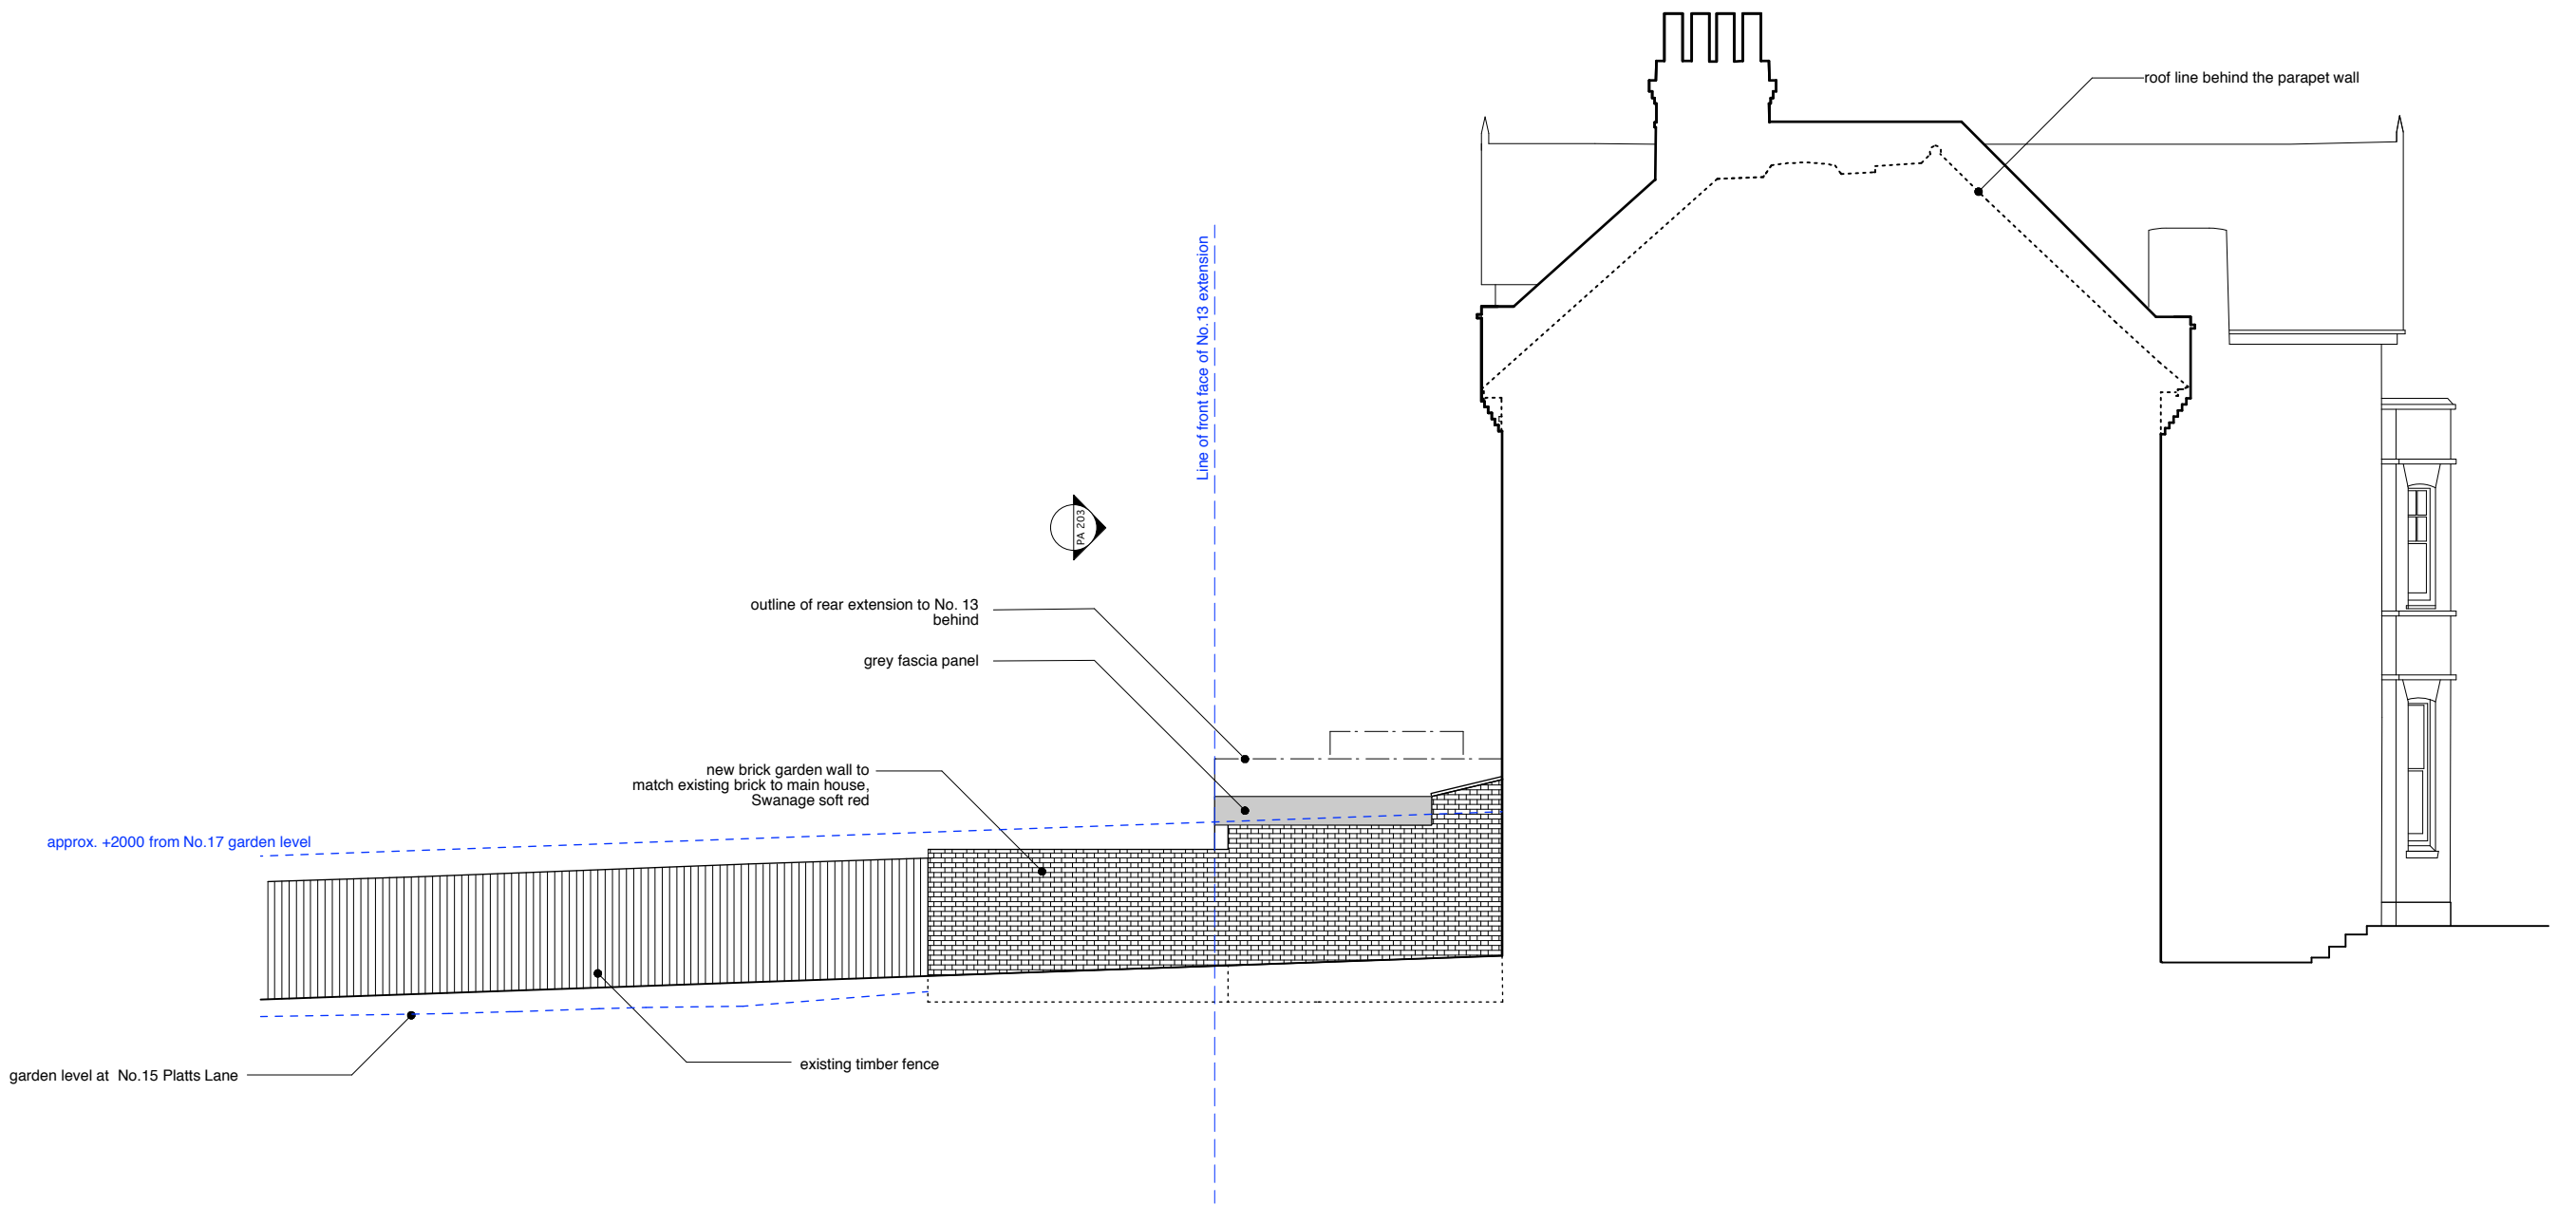 roof line behind the parapet wall
Line of front face of No.13 extension
PA 203
outline of rear extension to No. 13
behind
grey fascia panel
new brick garden wall to
match existing brick to main house,
Swanage soft red
approx. +2000 from No.17 garden level
existing timber fence
garden level at No.15 Platts Lane